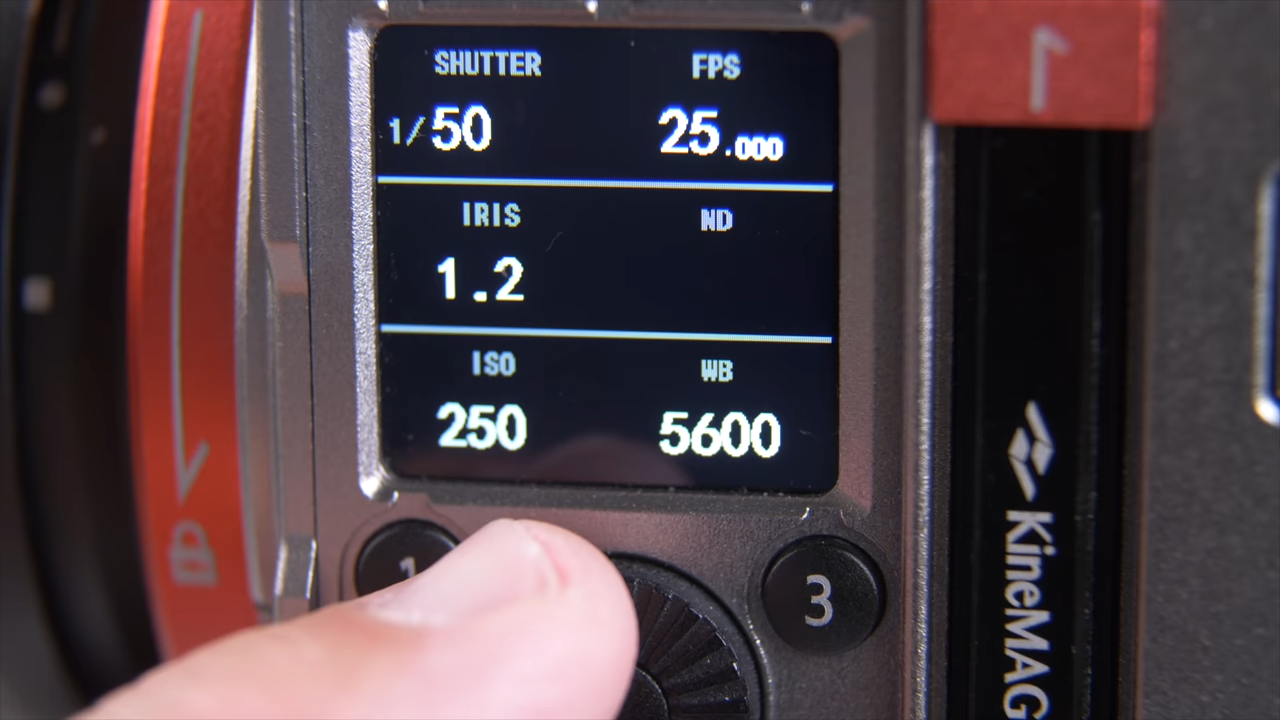 SHUTTER FPS
1/50 25.000
IRIS ND
1.2
ISO WB
250 5600
1 3
KineMAG